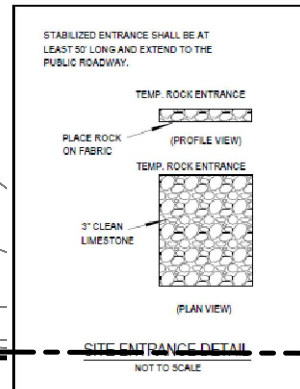 STABILIZED ENTRANCE SHALL BE AT
LEAST 50' LONG AND EXTEND TO THE
PUBLIC ROADWAY.
TEMP. ROCK ENTRANCE
PLACE ROCK
ON FABRIC
(PROFILE VIEW)
TEMP. ROCK ENTRANCE
3" CLEAN
LIMESTONE
(PLAN VIEW)
SITE ENTRANCE DETAIL
NOT TO SCALE